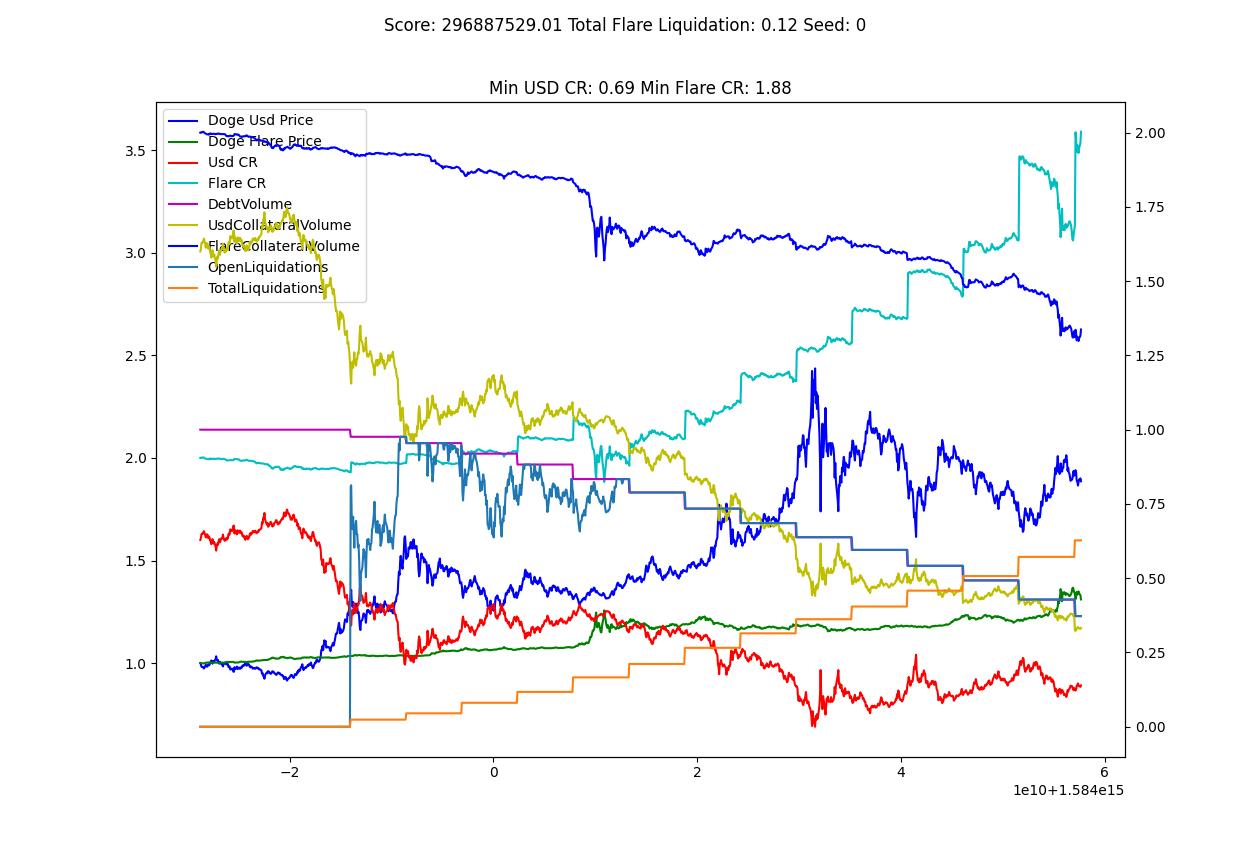 Score: 296887529.01 Total Flare Liquidation: 0.12 Seed: 0
Min USD CR: 0.69 Min Flare CR: 1.88
Doge Usd Price
Doge Flare Price
Usd CR
Flare CR
DebtVolume
UsdCollateralVolume
FlareCollateralVolume
OpenLiquidations
TotalLiquidations
3.5
3.0
2.5
2.0
1.5
1.0
2.00
1.75
1.50
1.25
1.00
0.75
0.50
0.25
0.00
−2
0
2
4
6
1e10+1.584e15